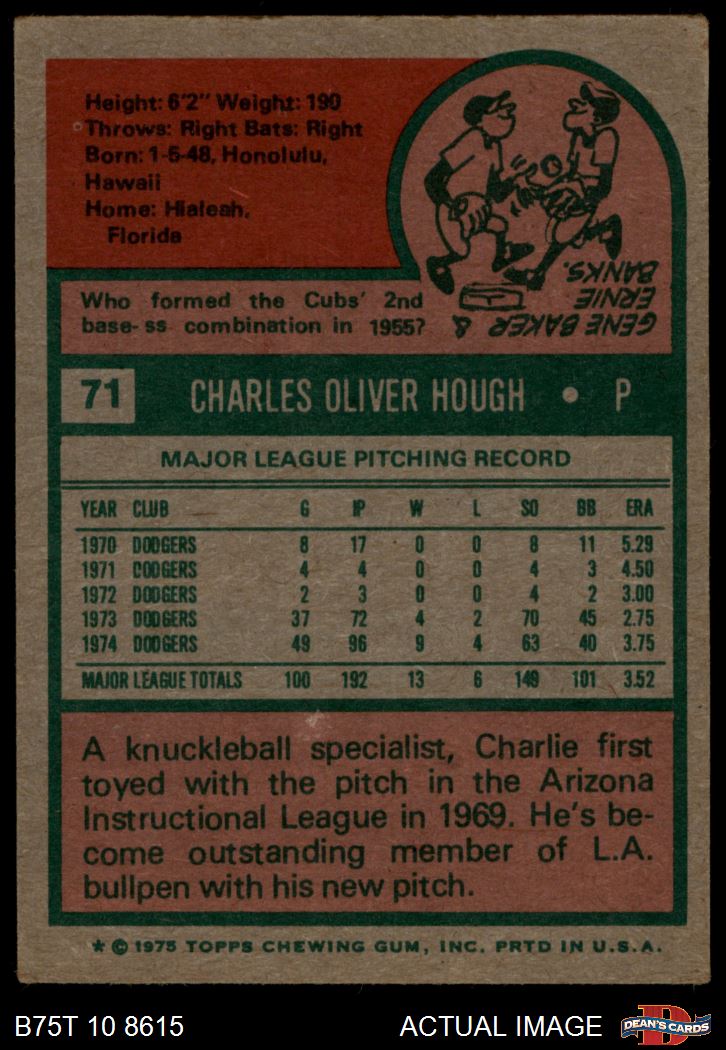 Height: 6'2" Weight: 190
Throws: Right Bats: Right
Born: 1-5-48, Honolulu,
Hawaii
Home: Hialeah,
Florida
Who formed the Cubs' 2nd
base-ss combination in 1955?
GENE BAKER &
ERNIE
BANKS.
71 CHARLES OLIVER HOUGH • P
MAJOR LEAGUE PITCHING RECORD
YEAR CLUB G IP W L SO BB ERA
1970 DODGERS 8 17 0 0 8 11 5.29
1971 DODGERS 4 4 0 0 4 3 4.50
1972 DODGERS 2 3 0 0 4 2 3.00
1973 DODGERS 37 72 4 2 70 45 2.75
1974 DODGERS 49 96 9 4 63 40 3.75
MAJOR LEAGUE TOTALS 100 192 13 6 149 101 3.52
A knuckleball specialist, Charlie first
toyed with the pitch in the Arizona
Instructional League in 1969. He's be-
come outstanding member of L.A.
bullpen with his new pitch.
* © 1975 TOPPS CHEWING GUM, INC. PRTD IN U.S.A.
B75T 10 8615 ACTUAL IMAGE DEAN'S CARDS